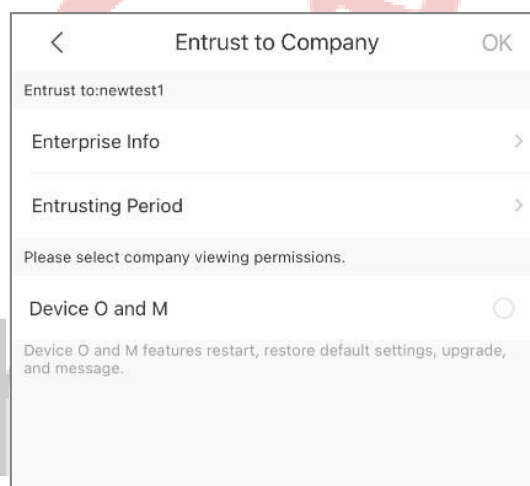 Entrust to Company
OK
Entrust to:newtest1
Enterprise Info
Entrusting Period
Please select company viewing permissions.
Device O and M
Device O and M features restart, restore default settings, upgrade,
and message.